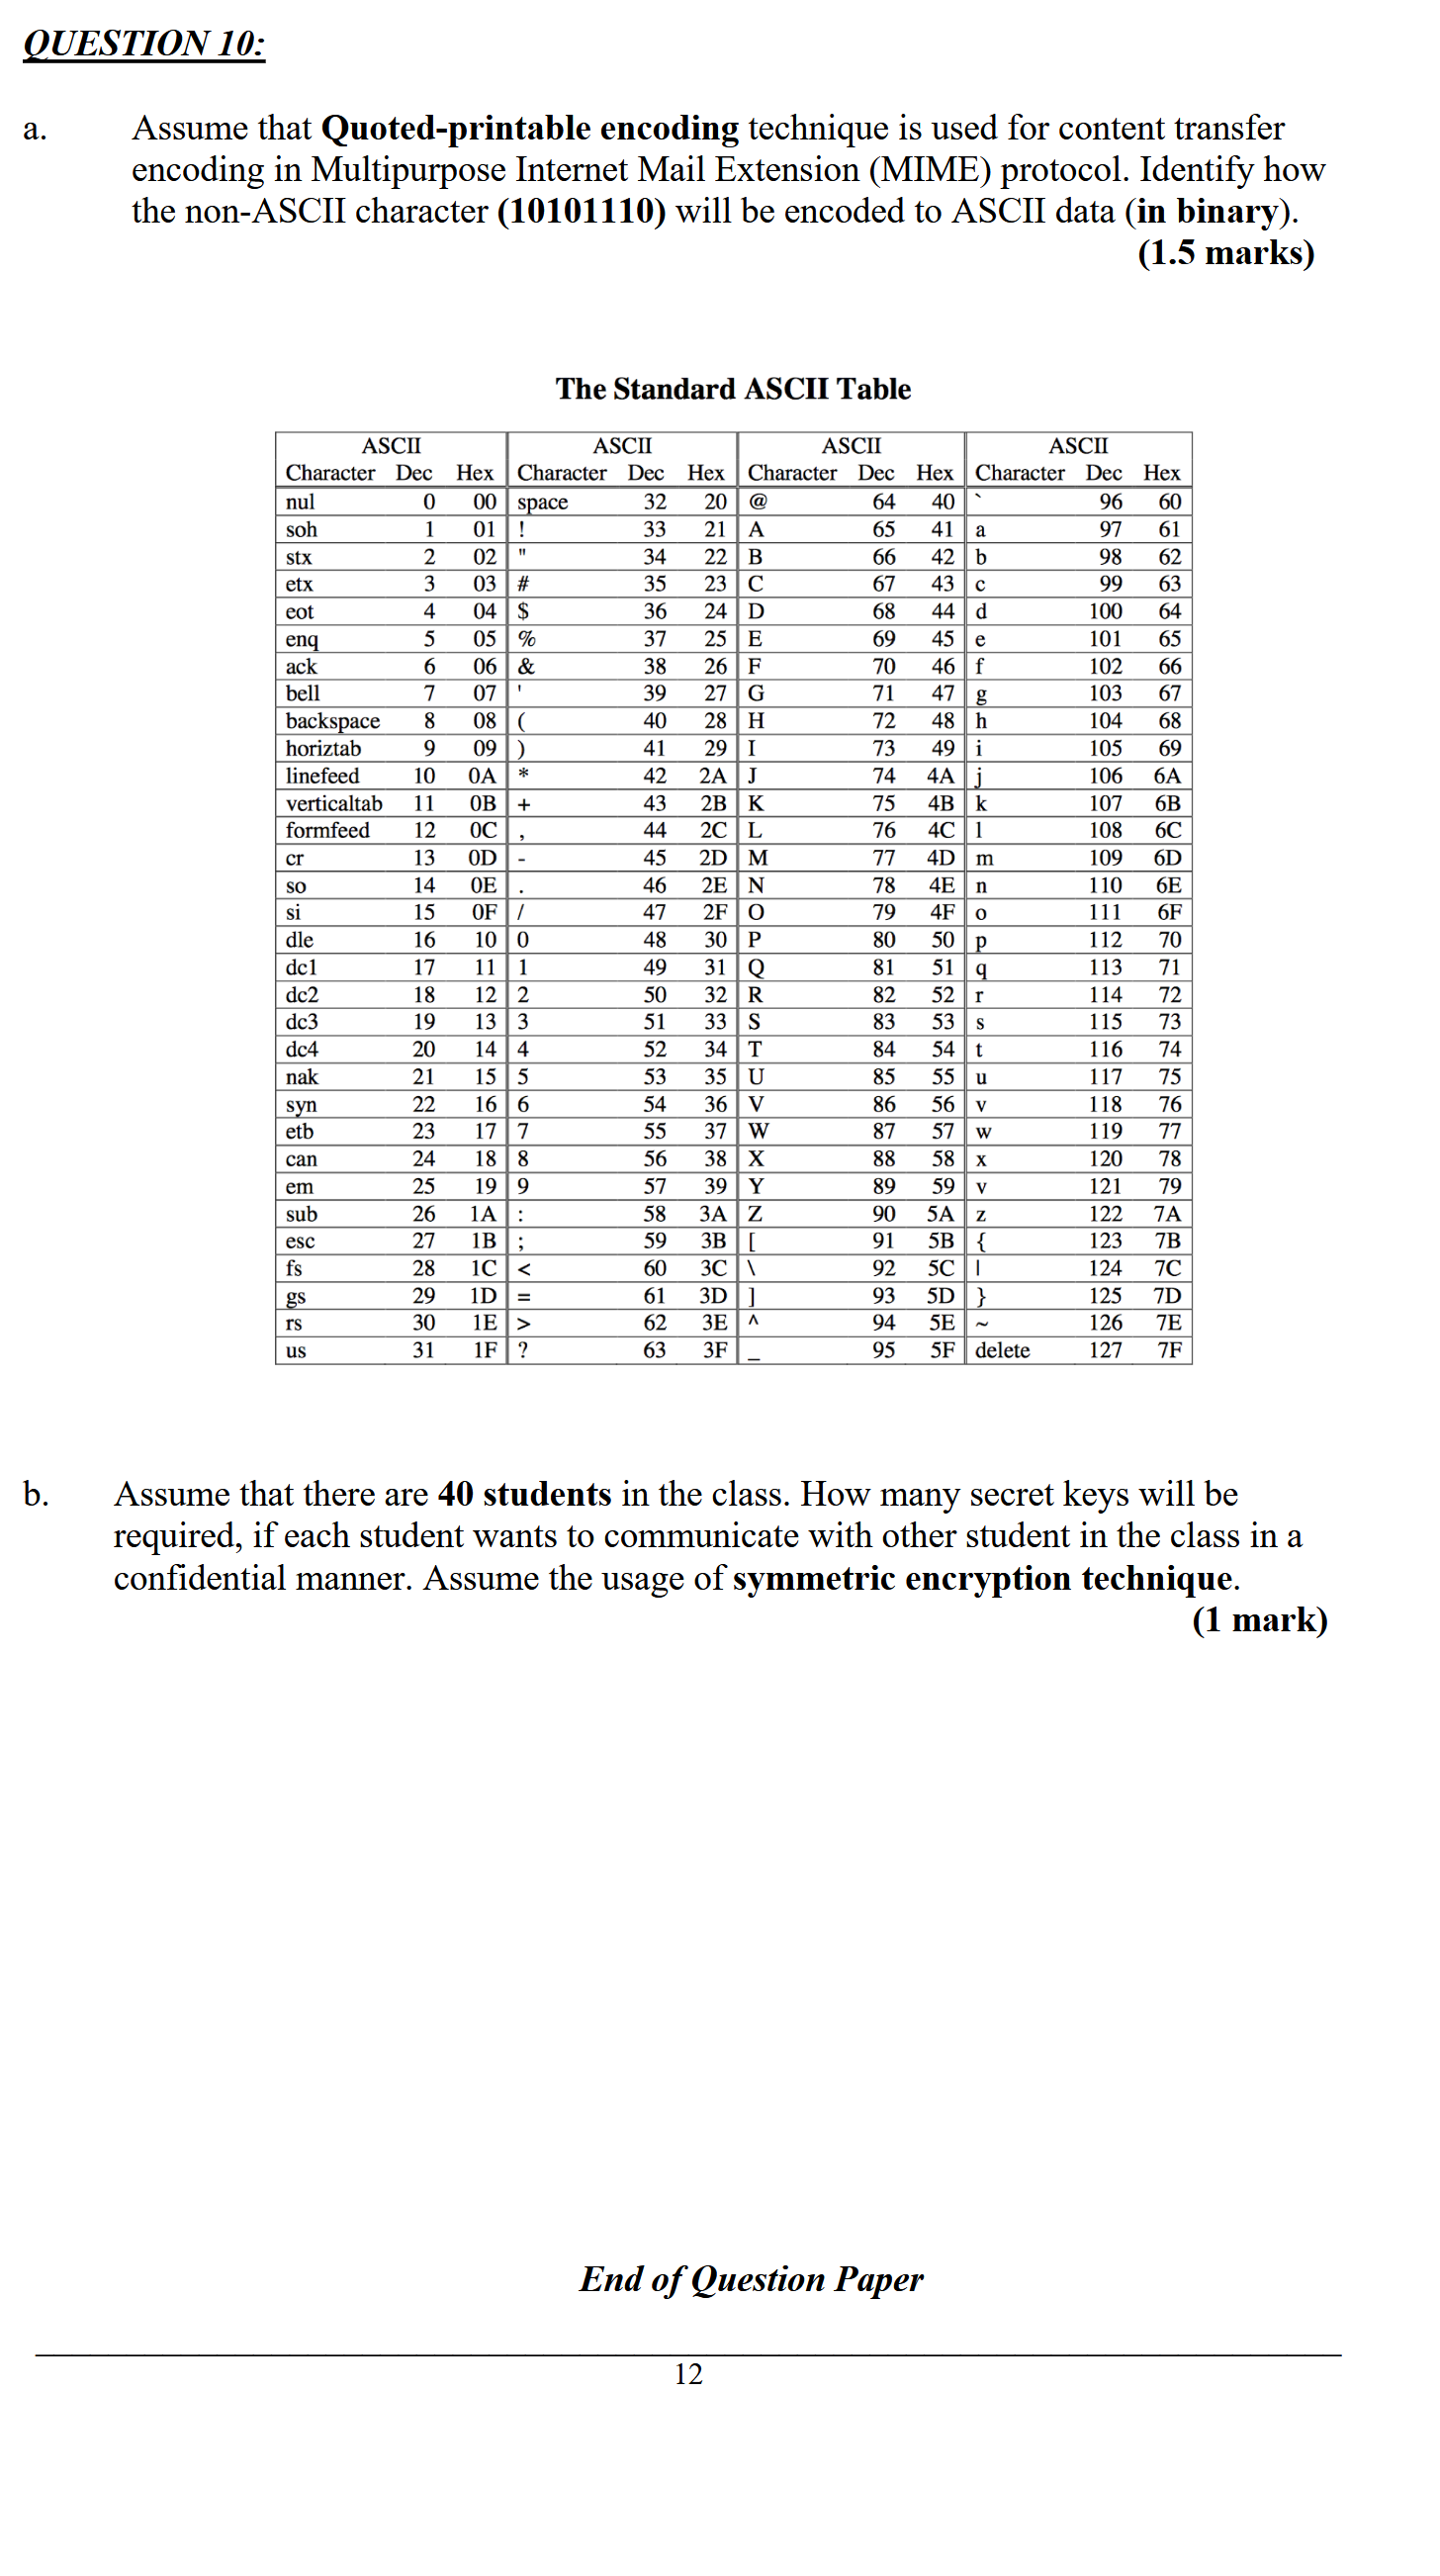 QUESTION 10:
a. Assume that Quoted-printable encoding technique is used for content transfer
encoding in Multipurpose Internet Mail Extension (MIME) protocol. Identify how
the non-ASCII character (10101110) will be encoded to ASCII data (in binary).
(1.5 marks)
The Standard ASCII Table
ASCII ASCII ASCII ASCII
Character Dec Hex Character Dec Hex Character Dec Hex Character Dec Hex
nul 0 00 space 32 20 @ 64 40 ` 96 60
soh 1 01 ! 33 21 A 65 41 a 97 61
stx 2 02 " 34 22 B 66 42 b 98 62
etx 3 03 # 35 23 C 67 43 c 99 63
eot 4 04 $ 36 24 D 68 44 d 100 64
enq 5 05 % 37 25 E 69 45 e 101 65
ack 6 06 & 38 26 F 70 46 f 102 66
bell 7 07 ' 39 27 G 71 47 g 103 67
backspace 8 08 ( 40 28 H 72 48 h 104 68
horiztab 9 09 ) 41 29 I 73 49 i 105 69
linefeed 10 0A * 42 2A J 74 4A j 106 6A
verticaltab 11 0B + 43 2B K 75 4B k 107 6B
formfeed 12 0C , 44 2C L 76 4C l 108 6C
cr 13 0D - 45 2D M 77 4D m 109 6D
so 14 0E . 46 2E N 78 4E n 110 6E
si 15 0F / 47 2F O 79 4F o 111 6F
dle 16 10 0 48 30 P 80 50 p 112 70
dc1 17 11 1 49 31 Q 81 51 q 113 71
dc2 18 12 2 50 32 R 82 52 r 114 72
dc3 19 13 3 51 33 S 83 53 s 115 73
dc4 20 14 4 52 34 T 84 54 t 116 74
nak 21 15 5 53 35 U 85 55 u 117 75
syn 22 16 6 54 36 V 86 56 v 118 76
etb 23 17 7 55 37 W 87 57 w 119 77
can 24 18 8 56 38 X 88 58 x 120 78
em 25 19 9 57 39 Y 89 59 v 121 79
sub 26 1A : 58 3A Z 90 5A z 122 7A
esc 27 1B ; 59 3B [ 91 5B { 123 7B
fs 28 1C < 60 3C \ 92 5C | 124 7C
gs 29 1D = 61 3D ] 93 5D } 125 7D
rs 30 1E > 62 3E ^ 94 5E ~ 126 7E
us 31 1F ? 63 3F _ 95 5F delete 127 7F
b. Assume that there are 40 students in the class. How many secret keys will be
required, if each student wants to communicate with other student in the class in a
confidential manner. Assume the usage of symmetric encryption technique.
(1 mark)
End of Question Paper
12